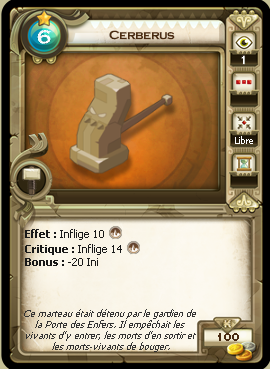 Cerberus
6
1
Libre
Effet : Inflige 10
Critique : Inflige 14
Bonus : -20 Ini
Ce marteau était détenu par le gardien de
la Porte des Enfers. Il empêchait les
vivants d'y entrer, les morts d'en sortir et
les morts-vivants de bouger.
K
100